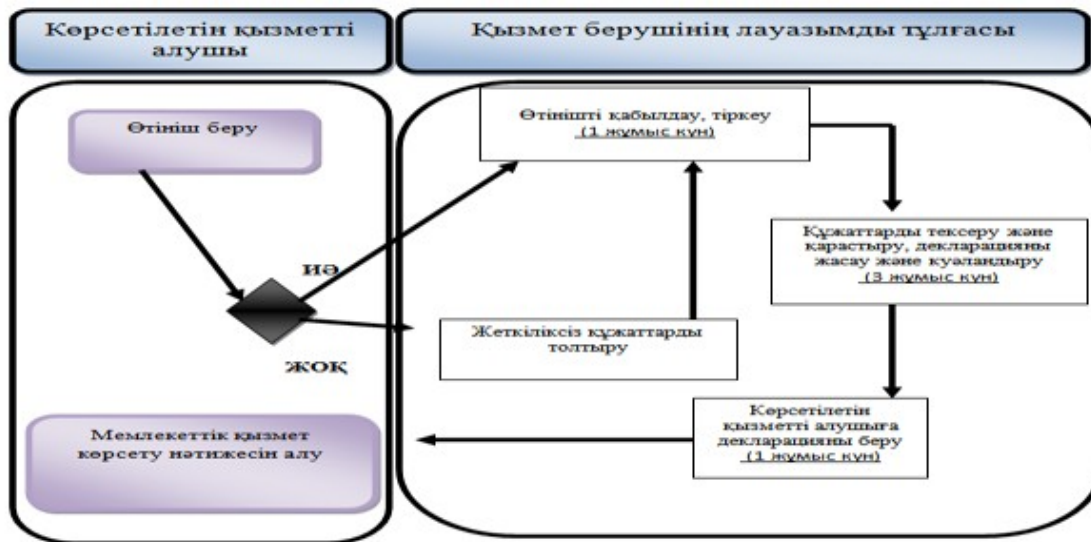 Көрсетілетін қызметті
алушы
Қызмет берушінің лауазымды тұлғасы
Өтініш беру
Өтінішті қабылдау, тіркеу
(1 жұмыс күн)
Құжаттарды тексеру және
қарастыру, декларацияны
жасау және куәландыру
(3 жұмыс күн)
ИӘ
Жеткіліксіз құжаттарды
толтыру
ЖОҚ
Көрсетілетін
қызметті алушыға
декларацияны беру
(1 жұмыс күн)
Мемлекеттік қызмет
көрсету нәтижесін алу